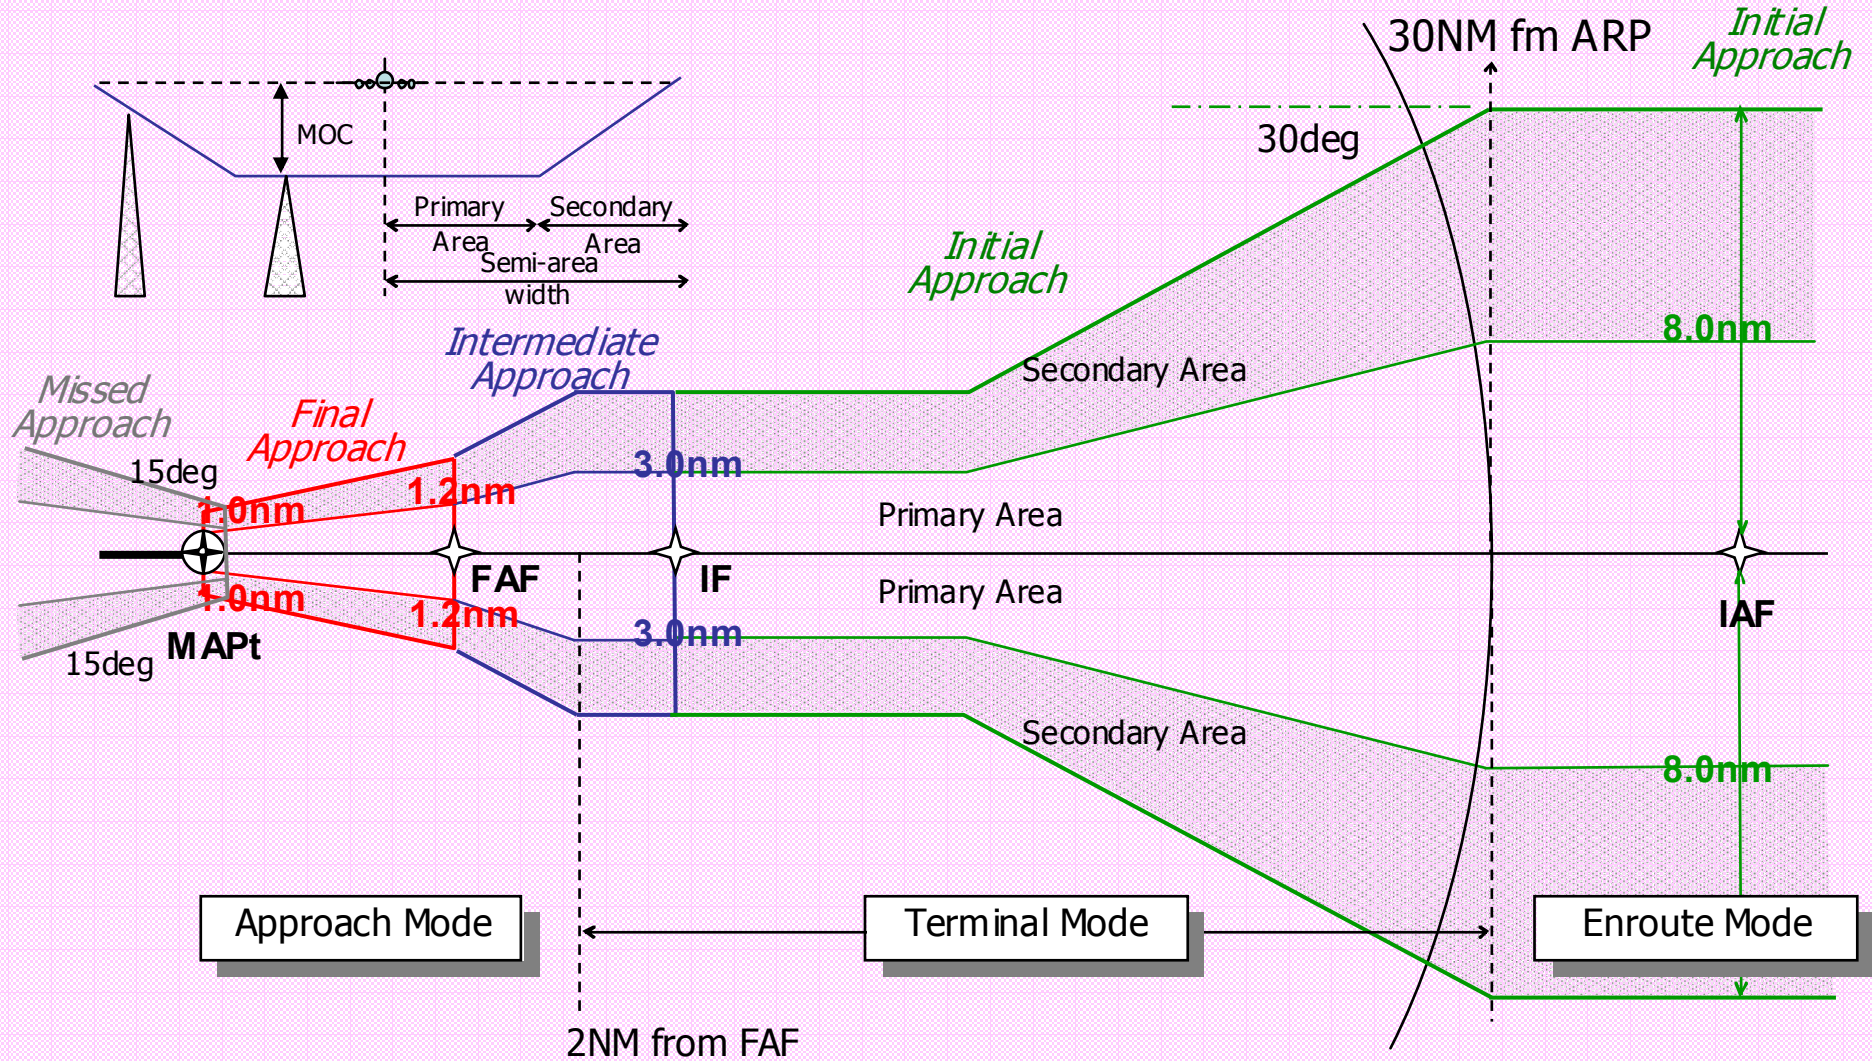 30NM fm ARP
Initial
Approach
MOC
30deg
Primary
Area
Secondary
Area
Semi-area
width
Initial
Approach
Intermediate
Approach
8.0nm
Secondary Area
Missed
Approach
Final
Approach
15deg
3.0nm
1.2nm
1.0nm
Primary Area
FAF
IF
Primary Area
1.0nm
1.2nm
3.0nm
IAF
MAPt
15deg
Secondary Area
8.0nm
Approach Mode
Terminal Mode
Enroute Mode
2NM from FAF